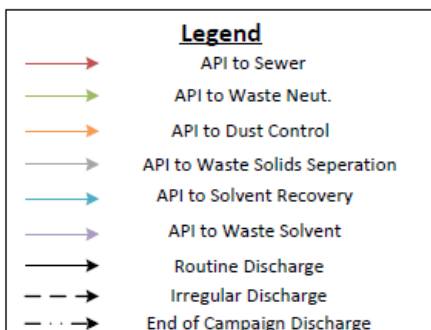 Legend
API to Sewer
API to Waste Neut.
API to Dust Control
API to Waste Solids Seperation
API to Solvent Recovery
API to Waste Solvent
Routine Discharge
Irregular Discharge
End of Campaign Discharge